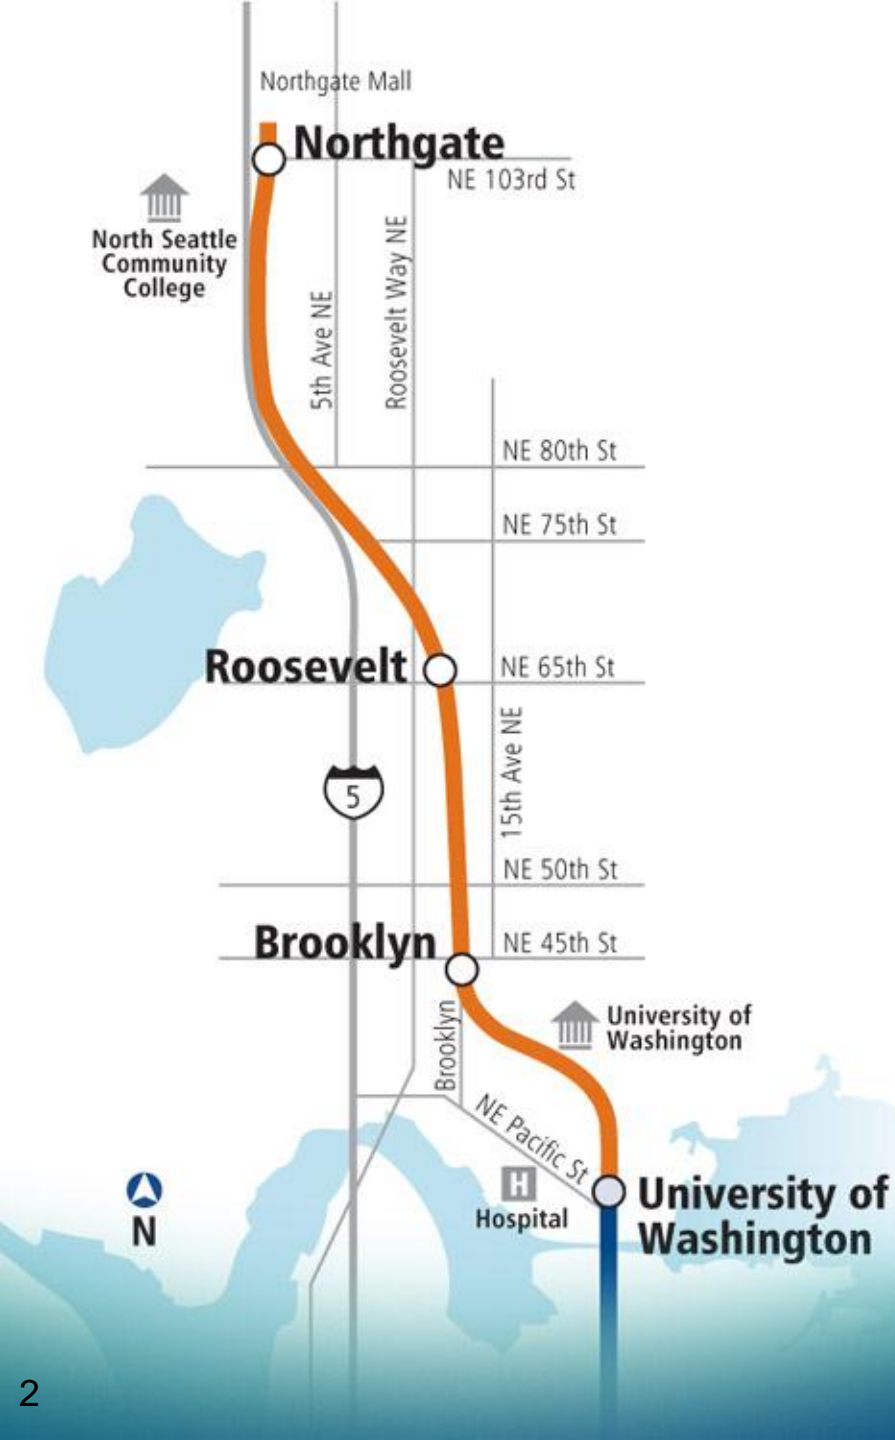 Northgate Mall
Northgate
NE 103rd St
North Seattle
Community
College
Roosevelt Way NE
5th Ave NE
NE 80th St
NE 75th St
Roosevelt
NE 65th St
15th Ave NE
5
NE 50th St
Brooklyn
NE 45th St
Brooklyn
University of
Washington
NE Pacific St
H
Hospital
University of
Washington
N
2